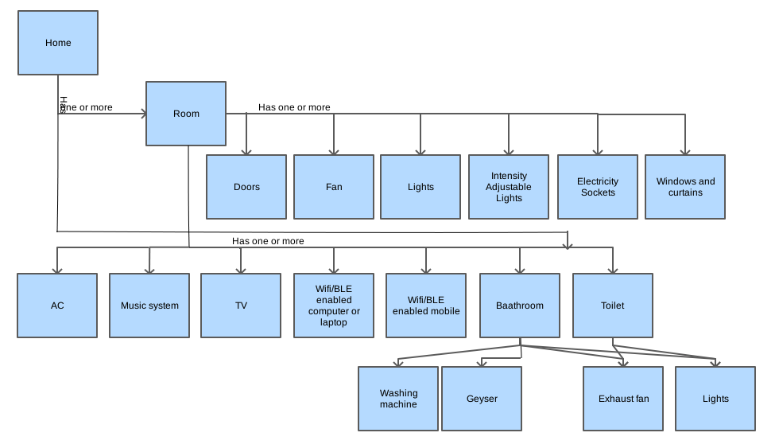 Home
Has
one or more
Room
Has one or more
Doors
Fan
Lights
Intensity
Adjustable
Lights
Electricity
Sockets
Windows and
curtains
Has one or more
AC
Music system
TV
Wifi/BLE
enabled
computer or
laptop
Wifi/BLE
enabled mobile
Baathroom
Toilet
Washing
machine
Geyser
Exhaust fan
Lights